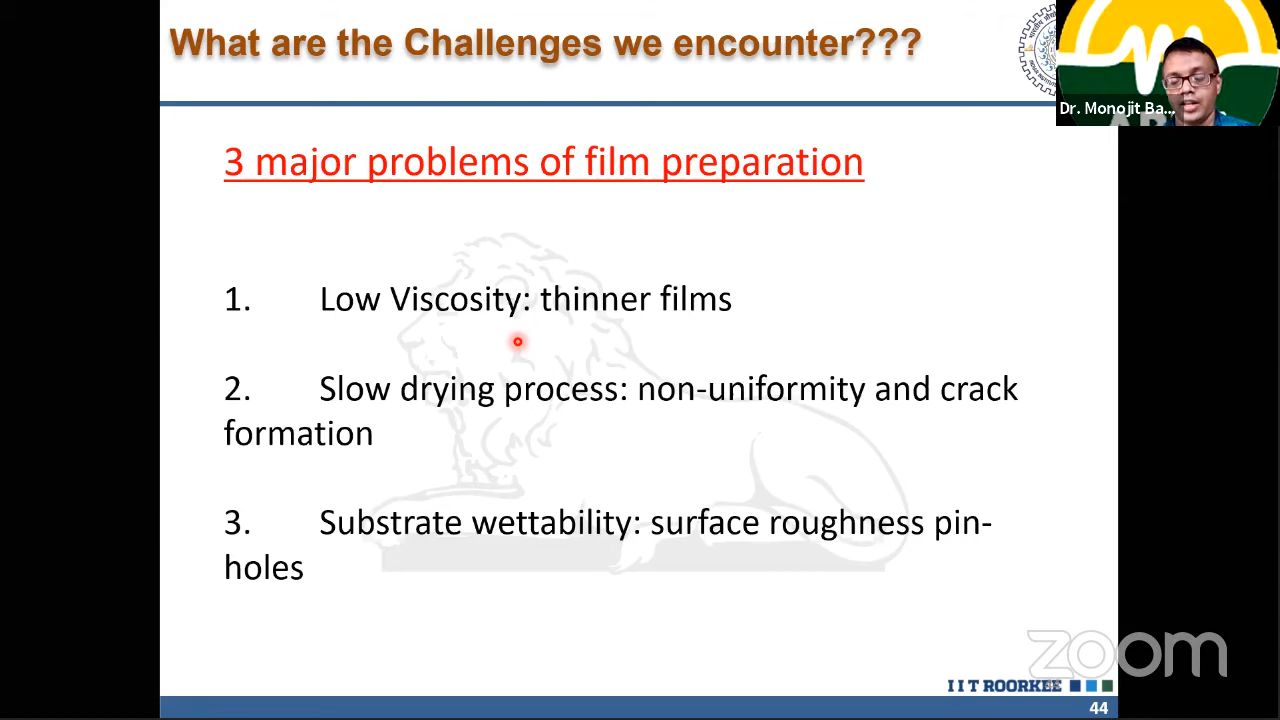 What are the Challenges we encounter???
Dr. Monojit Ba...
3 major problems of film preparation
1. Low Viscosity: thinner films
2. Slow drying process: non-uniformity and crack
formation
3. Substrate wettability: surface roughness pin-
holes
zoom
I I T ROORKEE
44